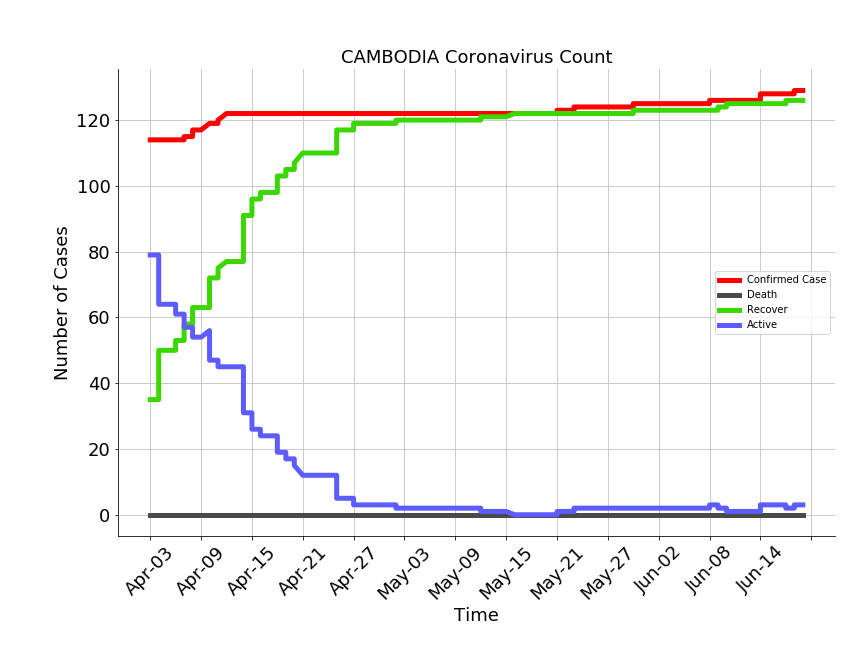 CAMBODIA Coronavirus Count
Number of Cases
120
100
80
60
40
20
0
Confirmed Case
Death
Recover
Active
Apr-03
Apr-09
Apr-15
Apr-21
Apr-27
May-03
May-09
May-15
May-21
May-27
Jun-02
Jun-08
Jun-14
Time